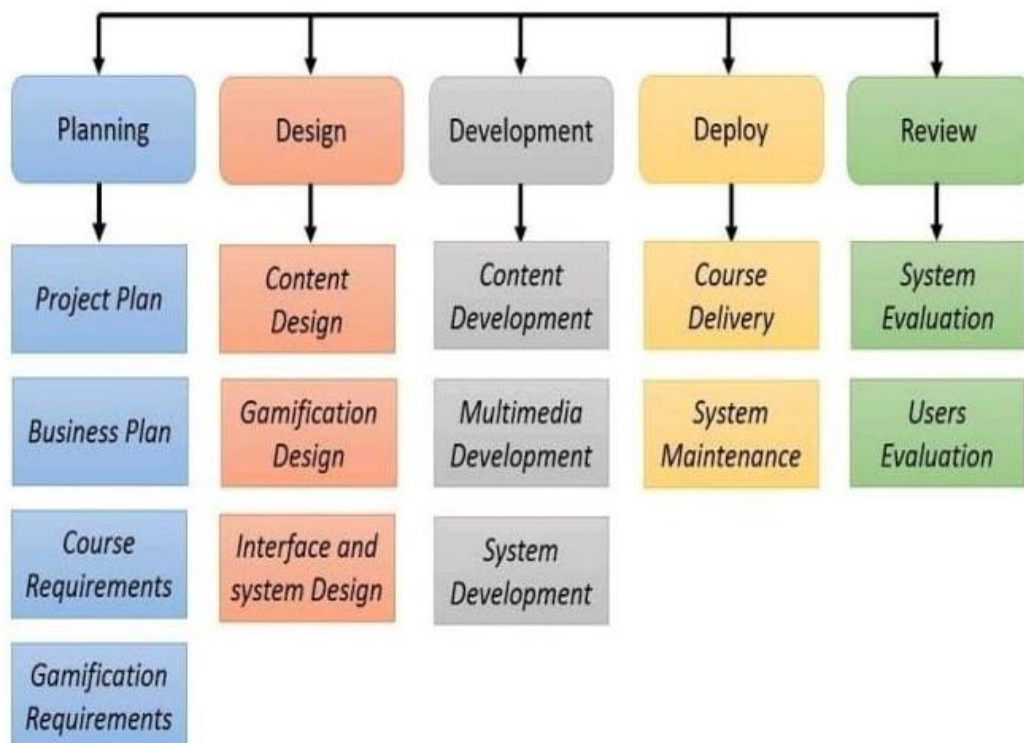 Planning
Design
Development
Deploy
Review
Project Plan
Business Plan
Course
Requirements
Gamification
Requirements
Content
Design
Gamification
Design
Interface and
system Design
Content
Development
Multimedia
Development
System
Development
Course
Delivery
System
Maintenance
System
Evaluation
Users
Evaluation